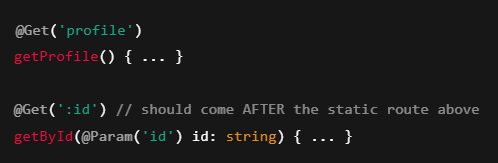 @Get('profile')
getProfile() { ... }
@Get(':id') // should come AFTER the static route above
getById(@Param('id') id: string) { ... }